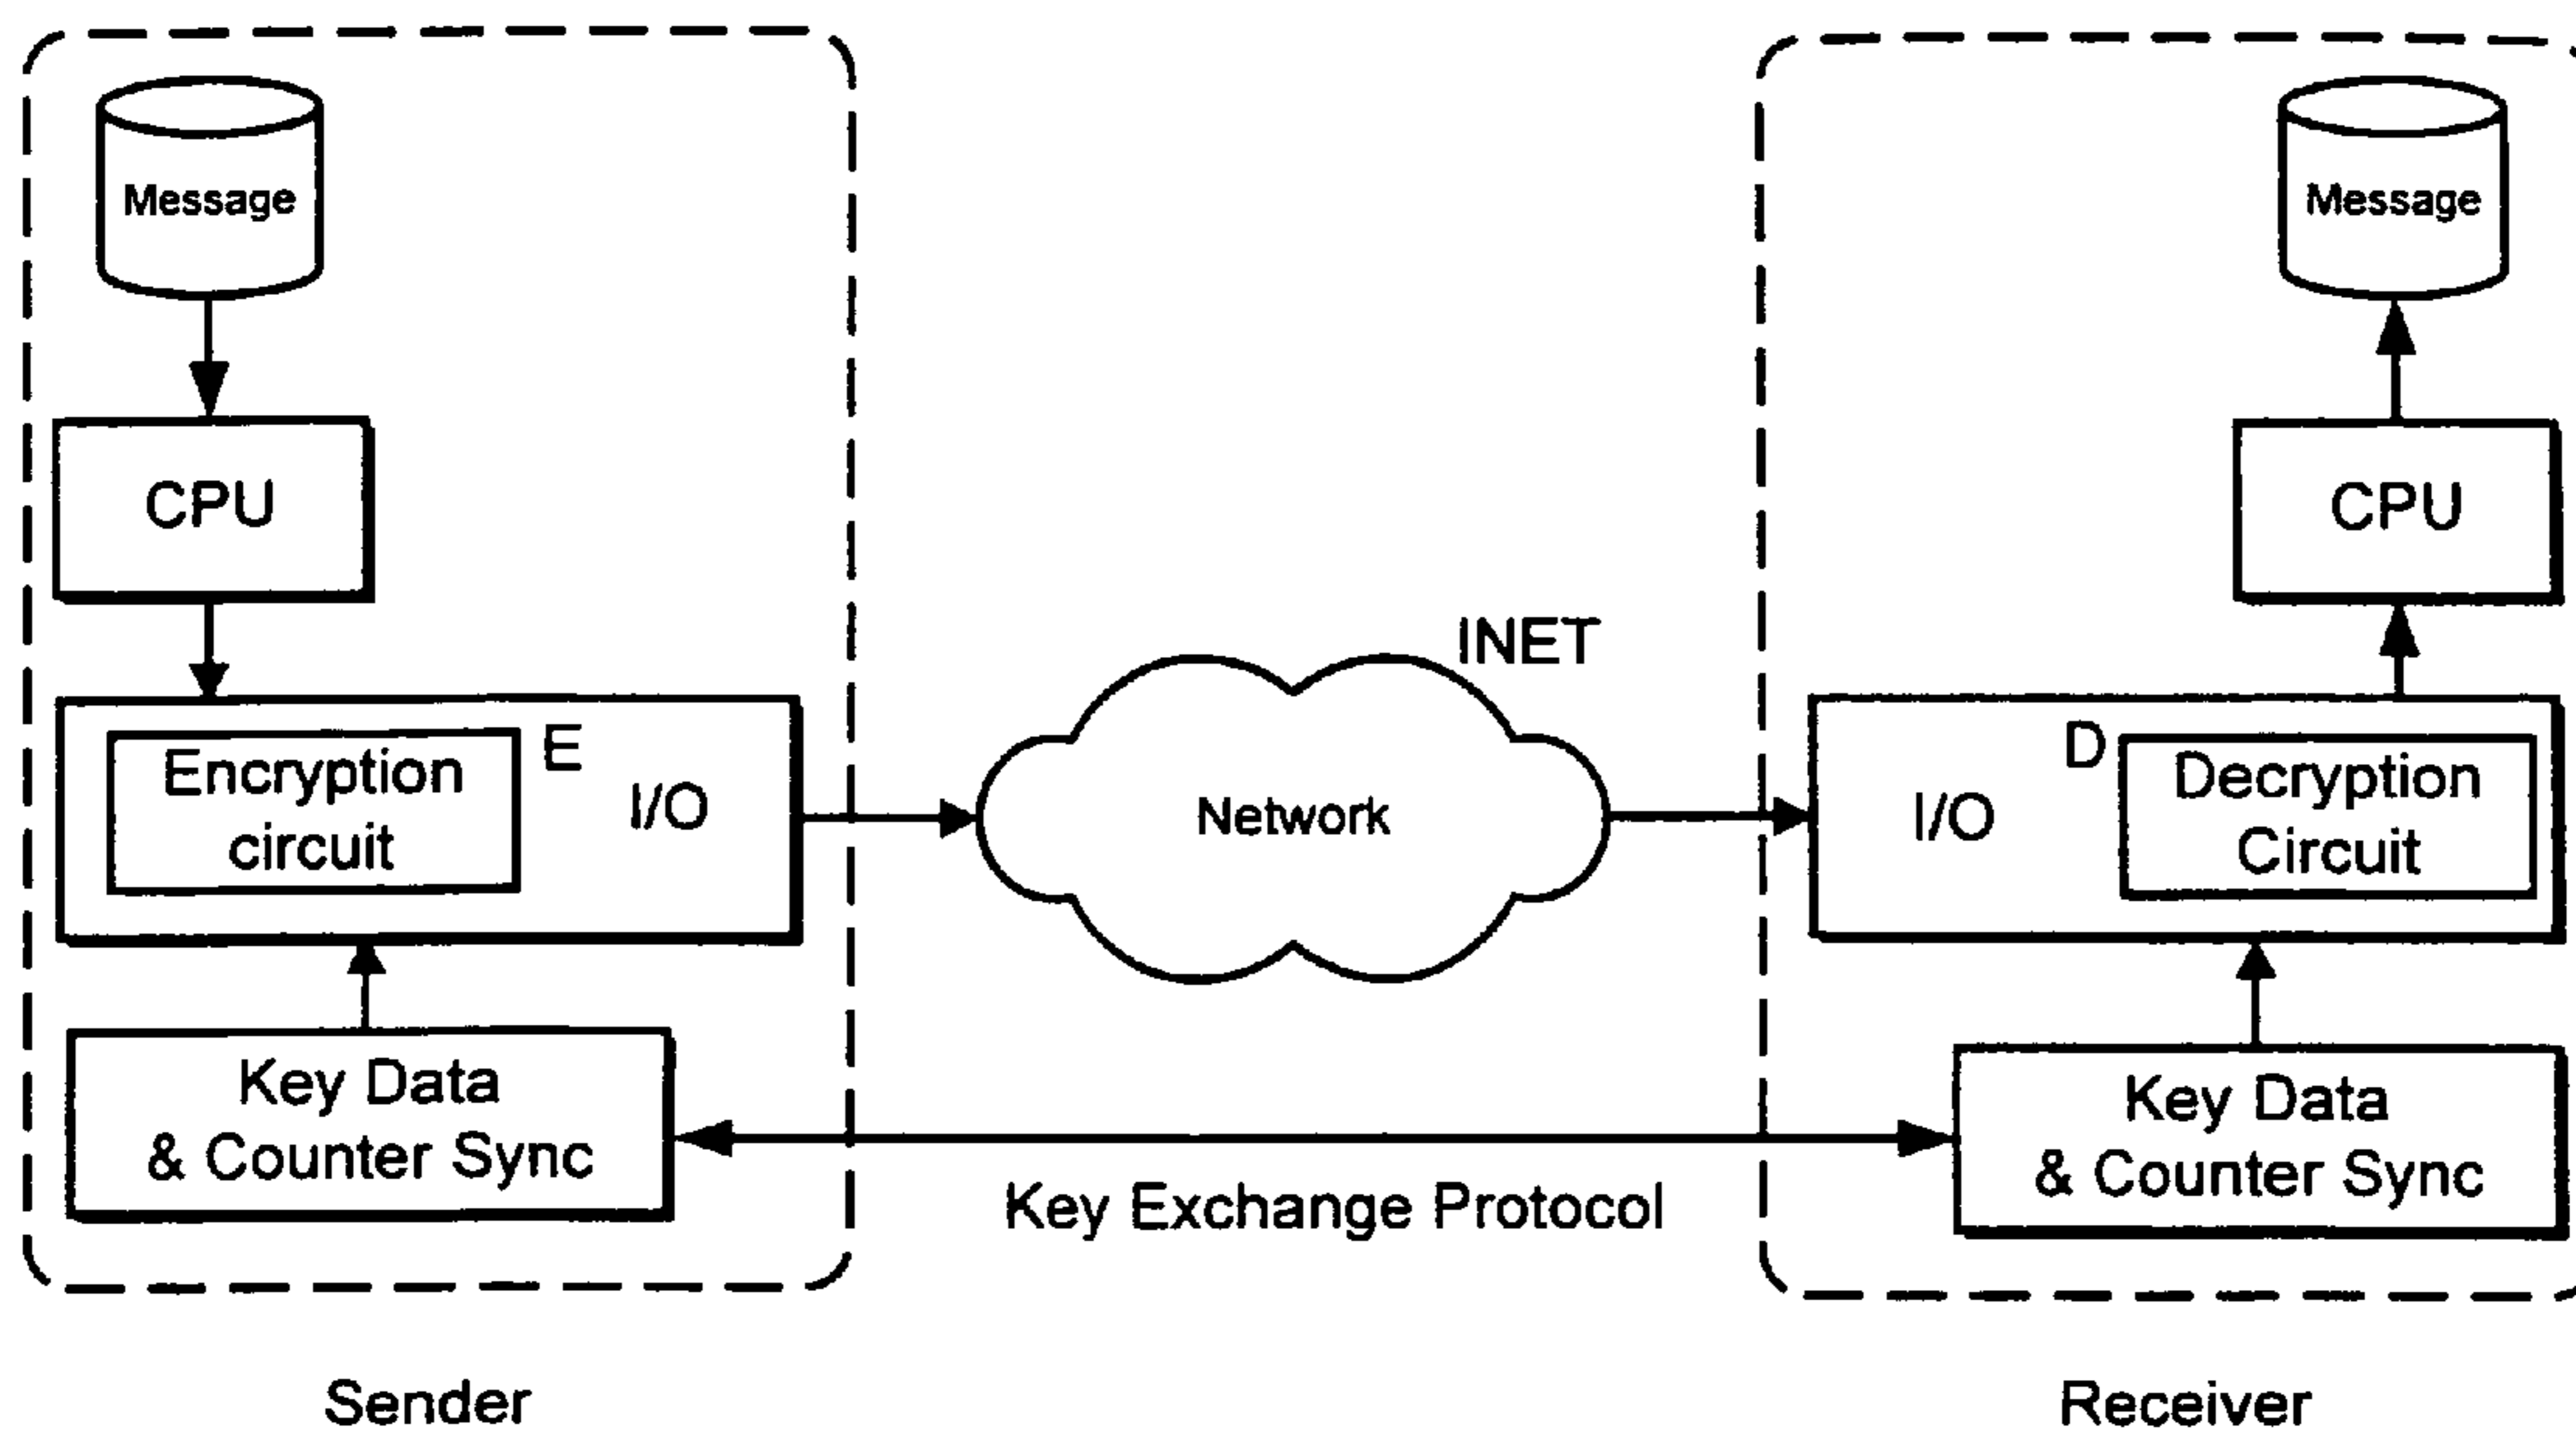 Message
CPU
Encryption
circuit
E
I/O
Key Data
& Counter Sync
Sender
INET
Network
Key Exchange Protocol
Message
CPU
I/O
D
Decryption
Circuit
Key Data
& Counter Sync
Receiver